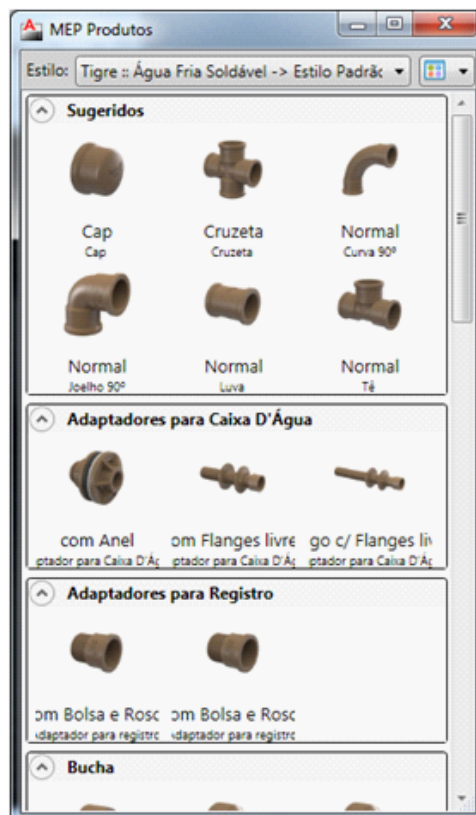 MEP Produtos
Estilo: Tigre :: Água Fria Soldável -> Estilo Padrãc
Sugeridos
Cap Cruzeta Normal
Cap Cruzeta Curva 90º
Normal Normal Normal
Joelho 90º Luva Tê
Adaptadores para Caixa D'Água
com Anel om Flanges livre go c/ Flanges liv
ptador para Caixa D'Ág ptador para Caixa D'Ág ptador para Caixa D'Ág
Adaptadores para Registro
om Bolsa e Rosc om Bolsa e Rosc
daptador para registrc daptador para registrc
Bucha